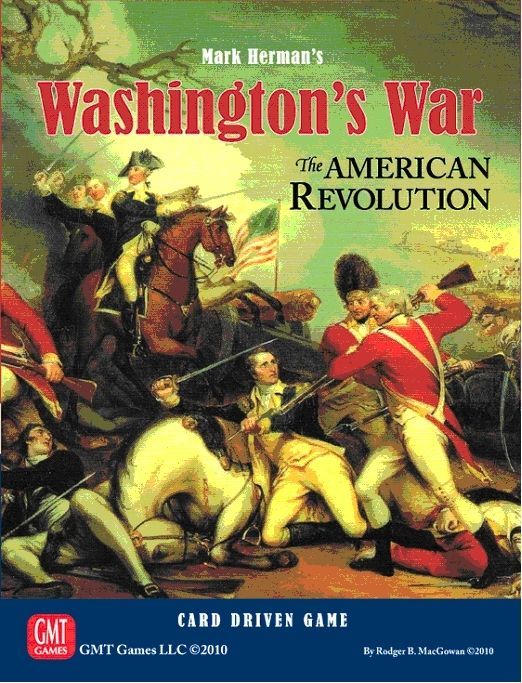 Mark Herman's
Washington's War
The AMERICAN
REVOLUTION
CARD DRIVEN GAME
GMT
GAMES
GMT Games LLC ©2010
By Rodger B. MacGowan ©2010